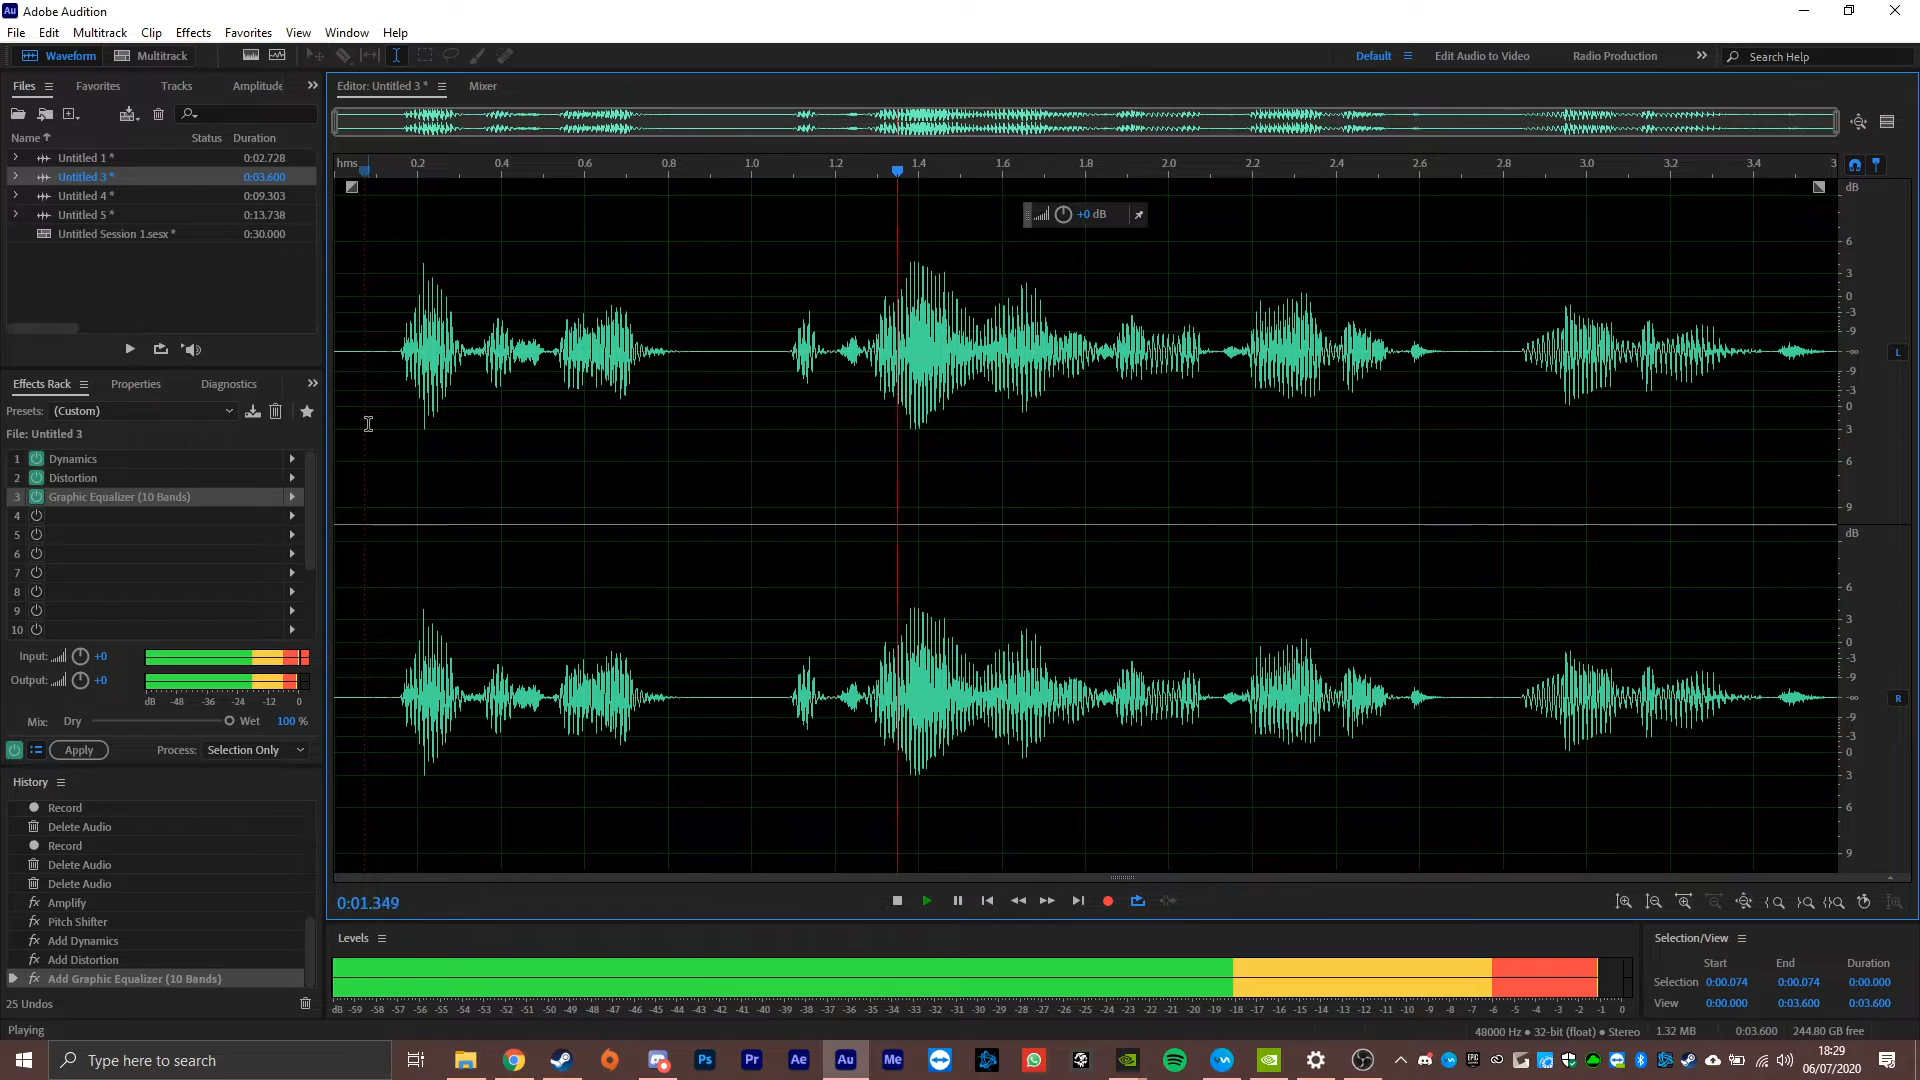 Au Adobe Audition
File Edit Multitrack Clip Effects Favorites View Window Help
Waveform Multitrack Default Edit Audio to Video Radio Production Search Help
Files Favorites Tracks Amplitude
Name Status Duration
Untitled 1 * 0:02.728
Untitled 3 * 0:03.600
Untitled 4 * 0:09.303
Untitled 5 * 0:13.738
Untitled Session 1.sesx * 0:30.000
Effects Rack Properties Diagnostics
Presets: (Custom)
File: Untitled 3
1 Dynamics
2 Distortion
3 Graphic Equalizer (10 Bands)
4
5
6
7
8
9
10
Input: +0
Output: +0
dB -48 -36 -24 -12 0
Mix: Dry Wet 100 %
Apply Process: Selection Only
History
Record
Delete Audio
Record
Delete Audio
Delete Audio
fx Amplify
fx Pitch Shifter
fx Add Dynamics
fx Add Distortion
fx Add Graphic Equalizer (10 Bands)
25 Undos
Playing
Editor: Untitled 3 * Mixer
hms 0.2 0.4 0.6 0.8 1.0 1.2 1.4 1.6 1.8 2.0 2.2 2.4 2.6 2.8 3.0 3.2 3.4 3
+0 dB
dB
6
3
0
-3
-9
-∞
-9
-3
0
3
6
9
L
dB
6
3
0
-3
-9
-∞
-9
-3
0
3
6
9
R
0:01.349
Levels
dB -59 -58 -57 -56 -55 -54 -53 -52 -51 -50 -49 -48 -47 -46 -45 -44 -43 -42 -41 -40 -39 -38 -37 -36 -35 -34 -33 -32 -31 -30 -29 -28 -27 -26 -25 -24 -23 -22 -21 -20 -19 -18 -17 -16 -15 -14 -13 -12 -11 -10 -9 -8 -7 -6 -5 -4 -3 -2 -1 0
Selection/View
Start End Duration
Selection 0:00.074 0:00.074 0:00.000
View 0:00.000 0:03.600 0:03.600
48000 Hz ● 32-bit (float) ● Stereo 1.32 MB 0:03.600 244.80 GB free
Type here to search
Ps Pr Ae Au Me
18:29
06/07/2020